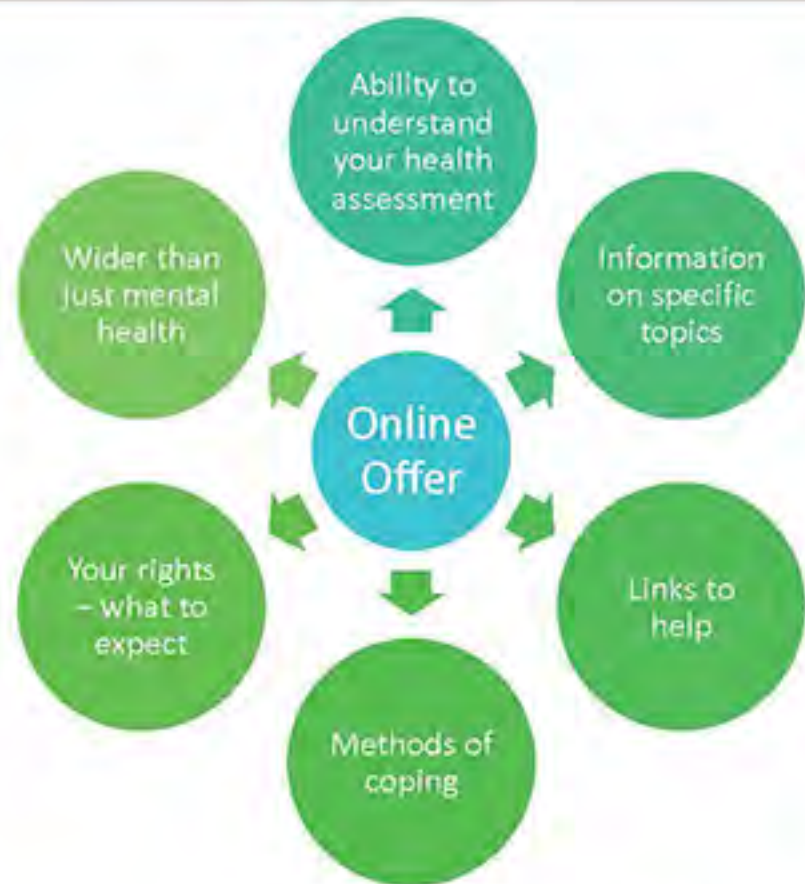 Ability to
understand
your health
assessment
Information
on specific
topics
Links to
help
Methods of
coping
Your rights
– what to
expect
Wider than
just mental
health
Online
Offer